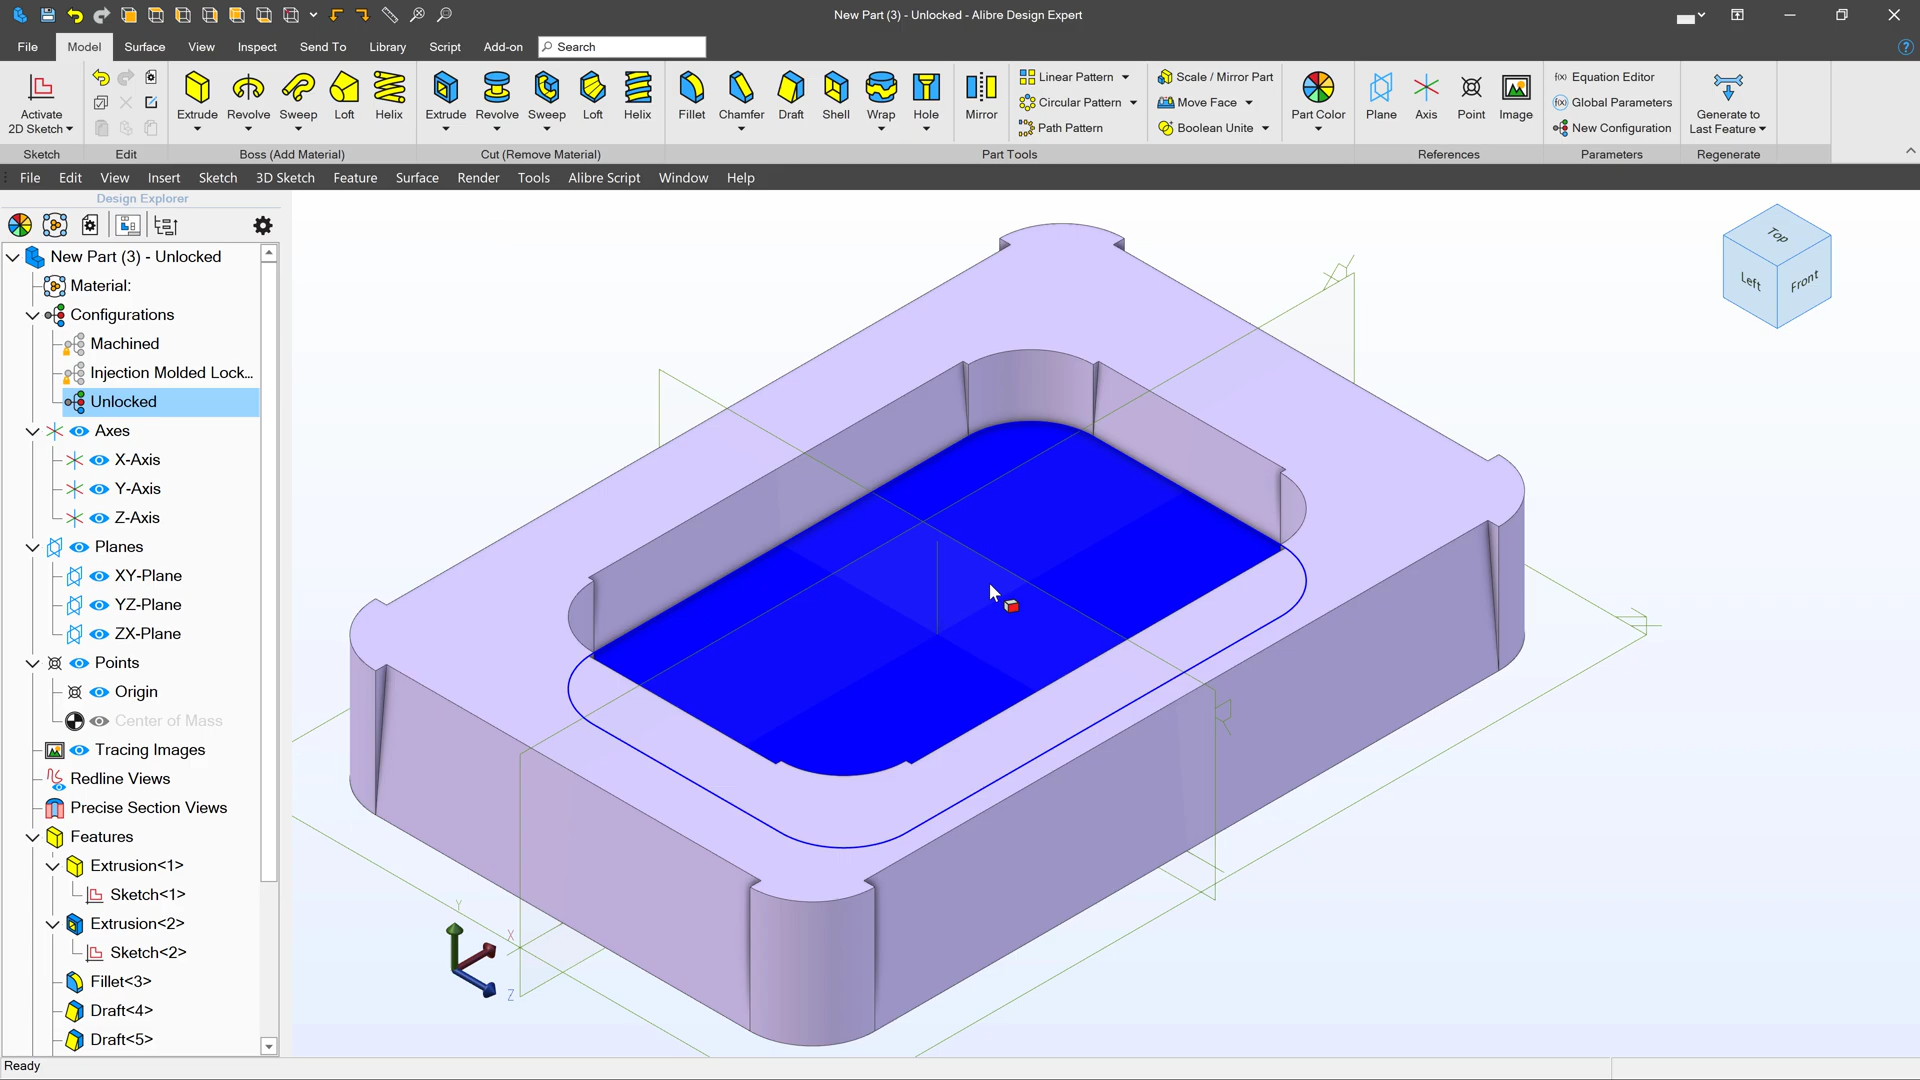 New Part (3) - Unlocked - Alibre Design Expert
File Model Surface View Inspect Send To Library Script Add-on Search
Activate
2D Sketch
Extrude Revolve Sweep Loft Helix
Extrude Revolve Sweep Loft Helix
Fillet Chamfer Draft Shell Wrap Hole
Mirror
Linear Pattern
Circular Pattern
Path Pattern
Scale / Mirror Part
Move Face
Boolean Unite
Part Color
Plane Axis Point Image
f(x) Equation Editor
(x) Global Parameters
New Configuration
Generate to
Last Feature
Sketch Edit Boss (Add Material) Cut (Remove Material) Part Tools References Parameters Regenerate
File Edit View Insert Sketch 3D Sketch Feature Surface Render Tools Alibre Script Window Help
Design Explorer
New Part (3) - Unlocked
Material:
Configurations
Machined
Injection Molded Lock...
Unlocked
Axes
X-Axis
Y-Axis
Z-Axis
Planes
XY-Plane
YZ-Plane
ZX-Plane
Points
Origin
Center of Mass
Tracing Images
Redline Views
Precise Section Views
Features
Extrusion<1>
Sketch<1>
Extrusion<2>
Sketch<2>
Fillet<3>
Draft<4>
Draft<5>
Top
Left Front
Y
X
Z
Ready